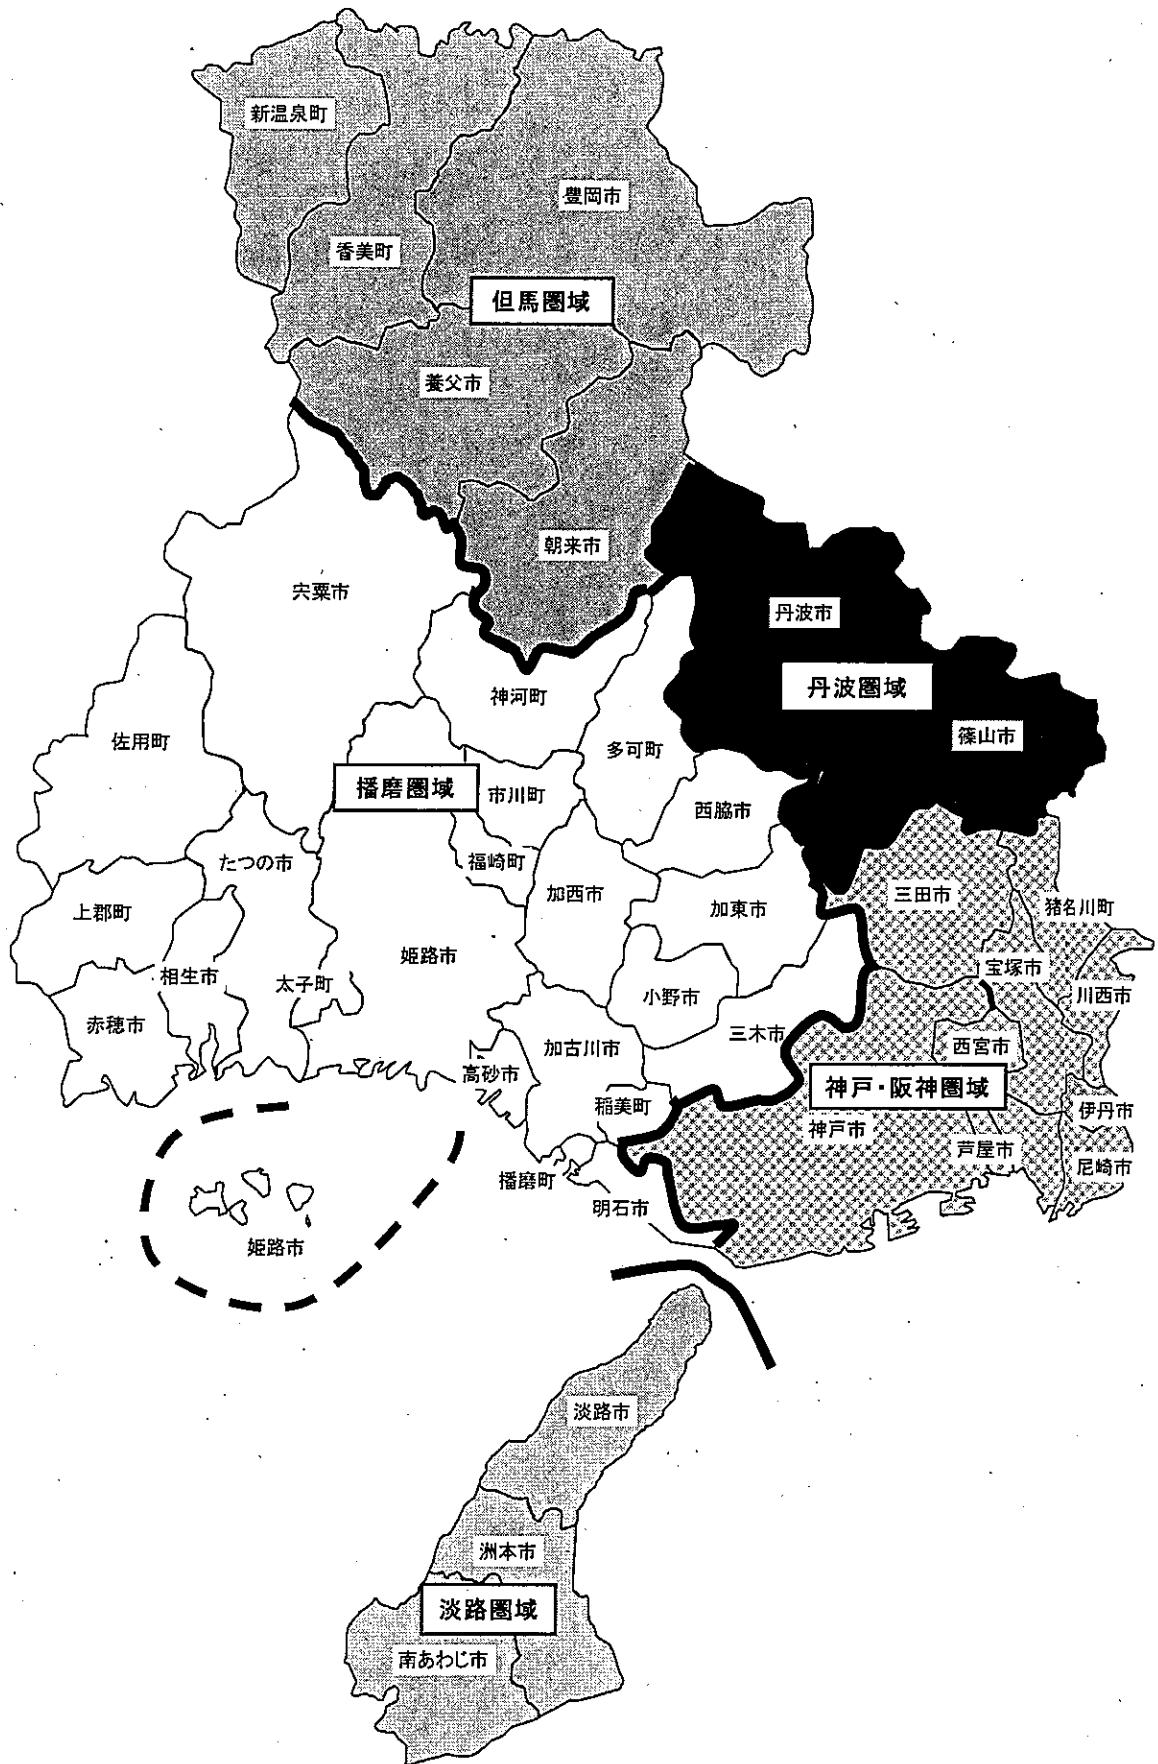 新温泉町
豊岡市
香美町
但馬圏域
養父市
朝来市
宍粟市
丹波市
丹波圏域
神河町
篠山市
佐用町
多可町
播磨圏域
市川町
西脇市
たつの市
福崎町
加西市
三田市
上郡町
加東市
猪名川町
姫路市
宝塚市
相生市
太子町
小野市
川西市
赤穂市
三木市
加古川市
西宮市
高砂市
神戸・阪神圏域
稲美町
伊丹市
神戸市
芦屋市
尼崎市
播磨町
明石市
姫路市
淡路市
洲本市
淡路圏域
南あわじ市